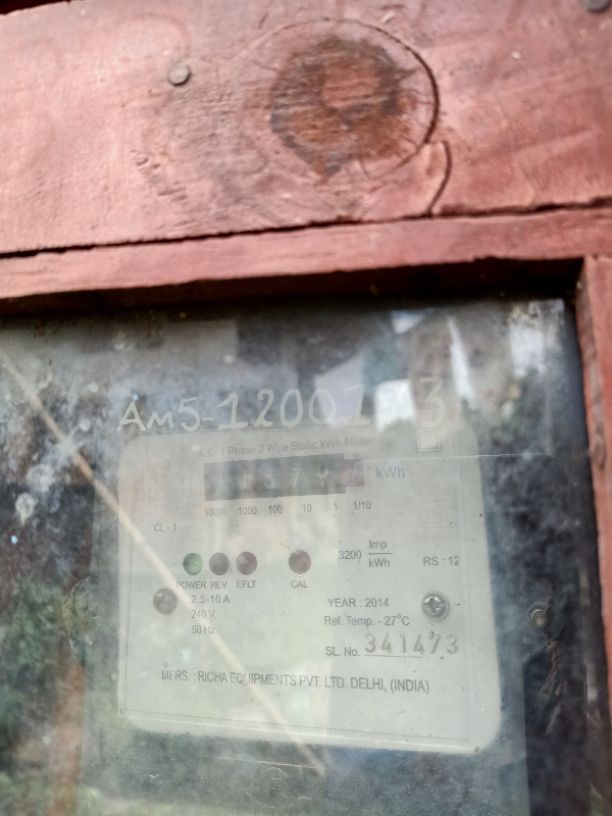 A.C. 1 Phase 2 Wire Static kWh Meter
kWh
10000 1000 100 10 1 1/10
CL - 1
3200 Imp
kWh
RS : 12
POWER REV. EFLT CAL
2.5-10 A
240 V.
50 Hz.
YEAR : 2014
Ref. Temp. - 27°C
SL. No. 341473
MFRS. : RICHA EQUIPMENTS PVT. LTD. DELHI, (INDIA)